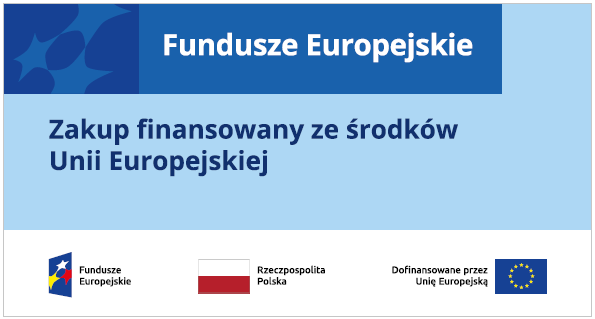 Fundusze Europejskie
Zakup finansowany ze środków
Unii Europejskiej
Fundusze
Europejskie
Rzeczpospolita
Polska
Dofinansowane przez
Unię Europejską